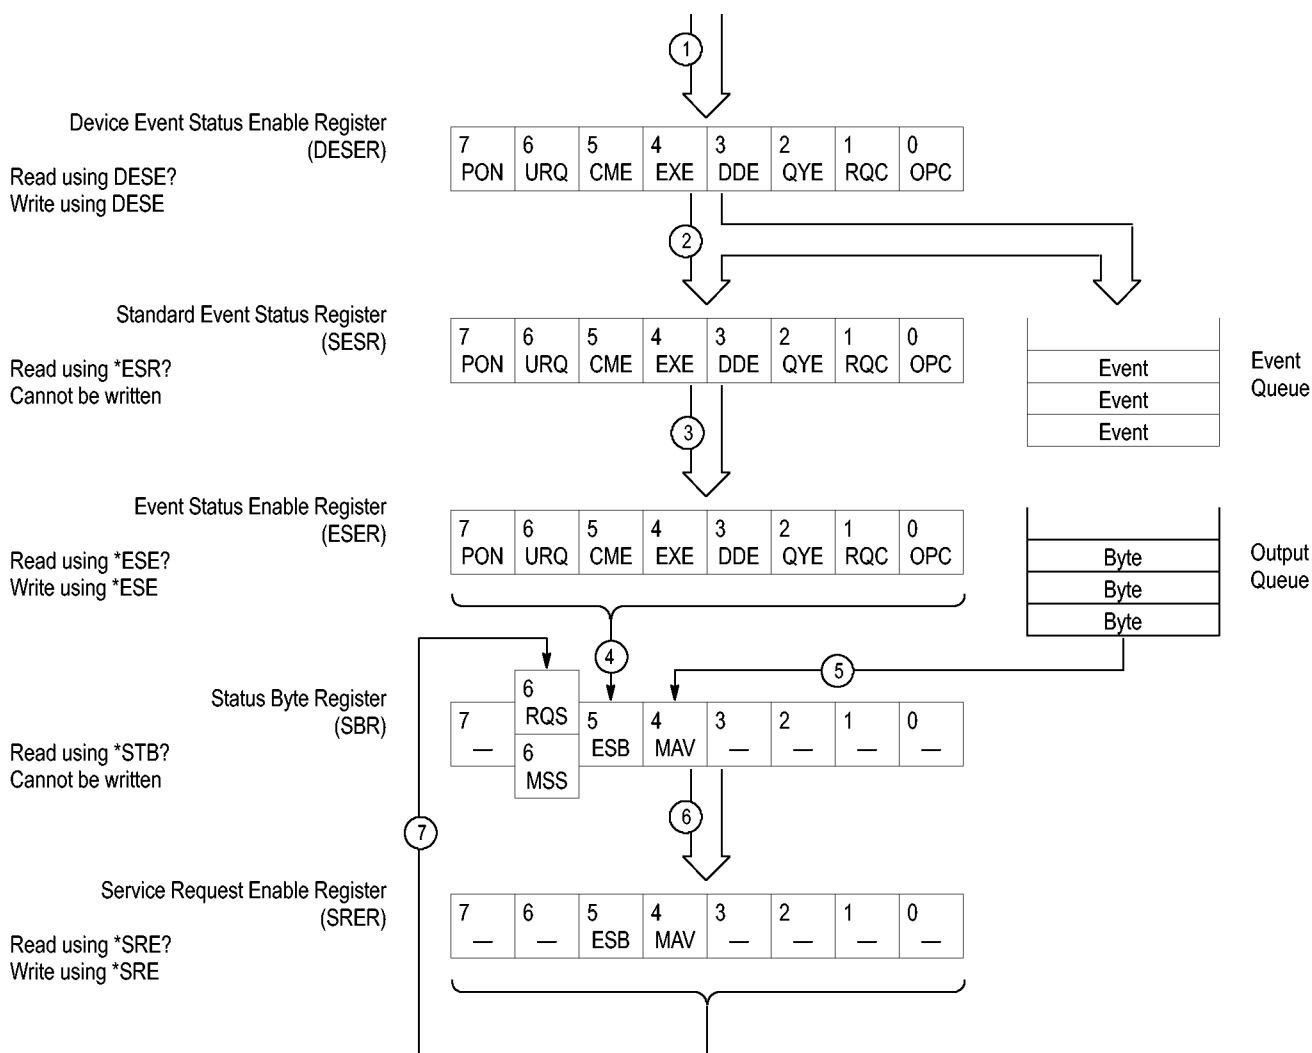 1
Device Event Status Enable Register
(DESER)
Read using DESE?
Write using DESE
7 6 5 4 3 2 1 0
PON URQ CME EXE DDE QYE RQC OPC
2
Standard Event Status Register
(SESR)
Read using *ESR?
Cannot be written
7 6 5 4 3 2 1 0
PON URQ CME EXE DDE QYE RQC OPC
Event
Event
Event
Event
Queue
3
Event Status Enable Register
(ESER)
Read using *ESE?
Write using *ESE
7 6 5 4 3 2 1 0
PON URQ CME EXE DDE QYE RQC OPC
Byte
Byte
Byte
Output
Queue
4
5
Status Byte Register
(SBR)
Read using *STB?
Cannot be written
6
RQS
7 5 4 3 2 1 0
— 6 ESB MAV — — — —
MSS
6
7
Service Request Enable Register
(SRER)
Read using *SRE?
Write using *SRE
7 6 5 4 3 2 1 0
— — ESB MAV — — — —